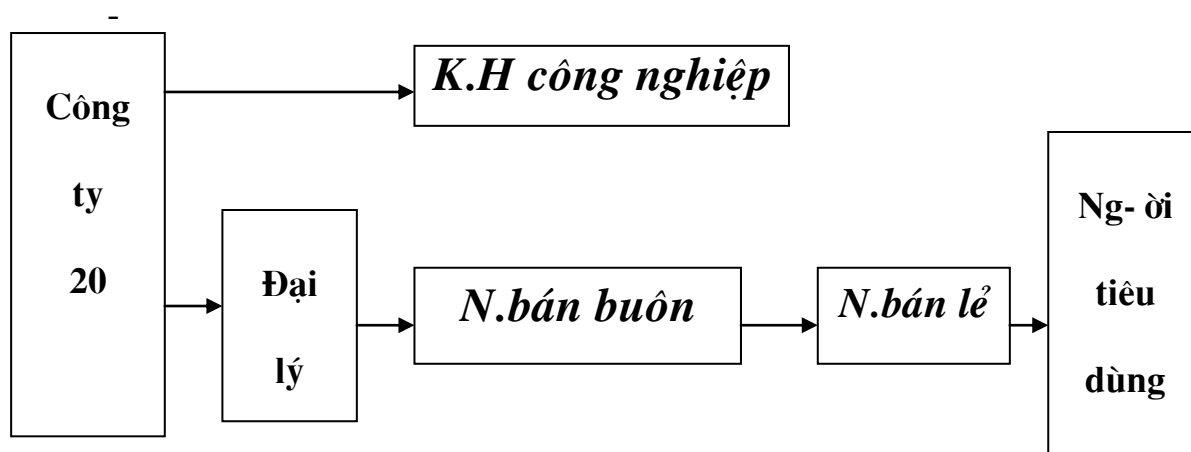 -
Công
ty
20
K.H công nghiệp
Đại
lý
N.bán buôn
N.bán lẻ
Ng- ời
tiêu
dùng